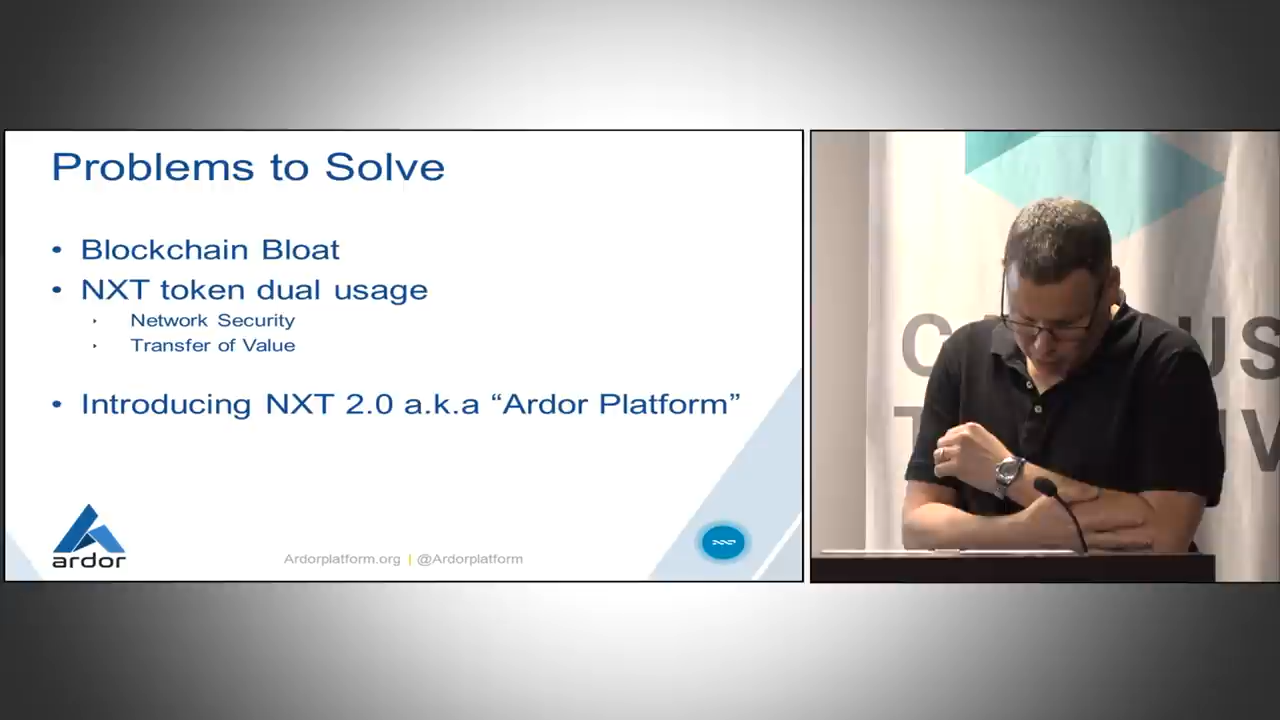 Problems to Solve
• Blockchain Bloat
• NXT token dual usage
‣ Network Security
‣ Transfer of Value
• Introducing NXT 2.0 a.k.a “Ardor Platform”
ardor
Ardorplatform.org | @Ardorplatform